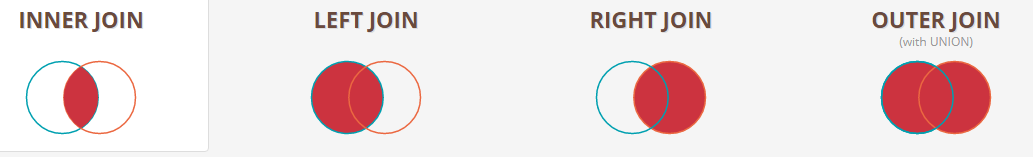 INNER JOIN
LEFT JOIN
RIGHT JOIN
OUTER JOIN
(with UNION)